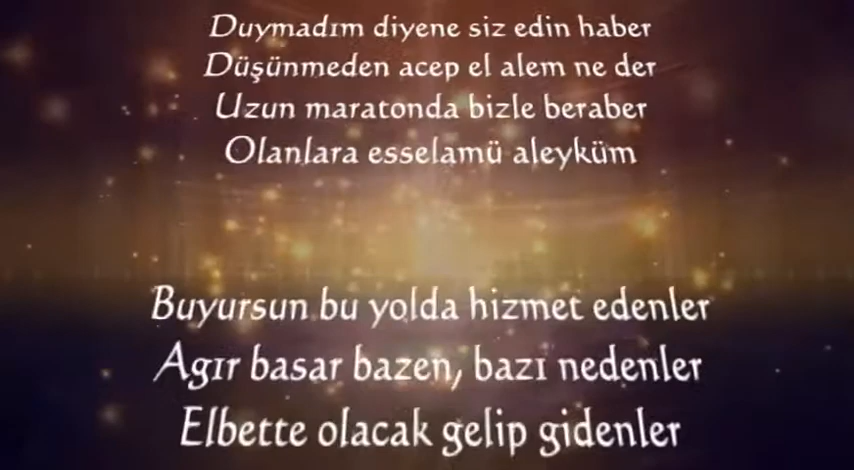 Duymadım diyene siz edin haber
Düşünmeden acep el alem ne der
Uzun maratonda bizle beraber
Olanlara esselamü aleyküm
Buyursun bu yolda hizmet edenler
Agır basar bazen, bazı nedenler
Elbette olacak gelip gidenler